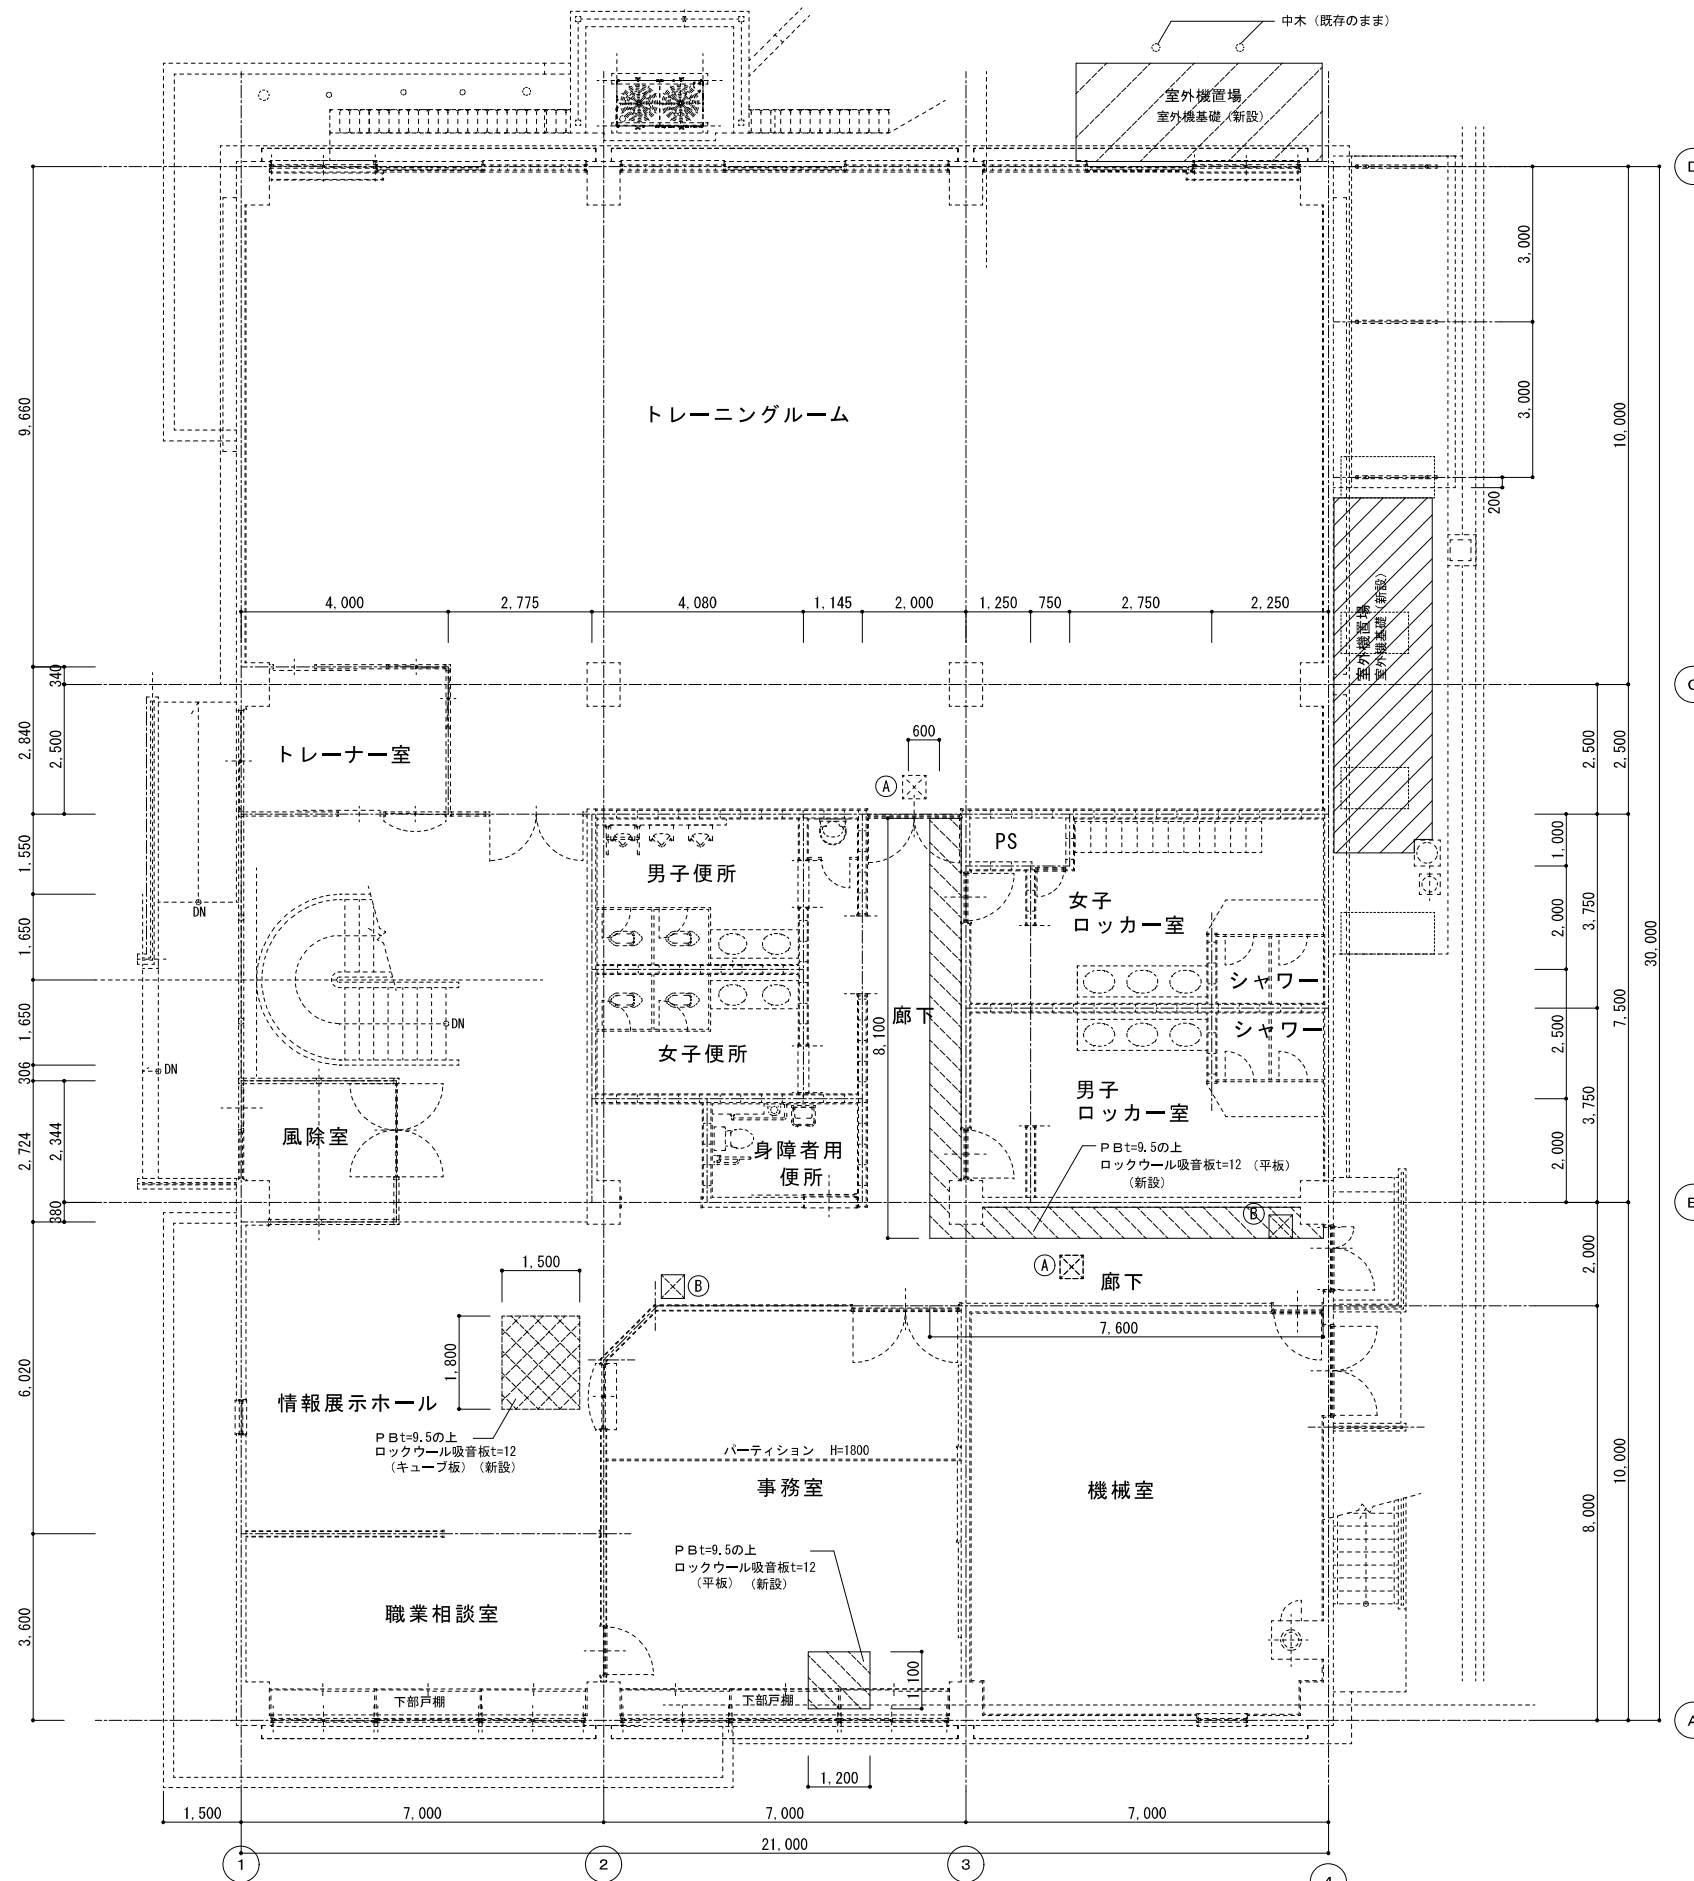 中木（既存のまま）
室外機置場
室外機基礎（新設）
D
3,000
9,660
トレーニングルーム
3,000
10,000
200
室外機置場
室外機基礎（新設）
4,000
2,775
4,080
1,145
2,000
1,250
750
2,750
2,250
340
C
2,840
2,500
トレーナー室
600
A
2,500
2,500
1,550
男子便所
PS
1,000
DN
女子
ロッカー室
1,650
2,000
3,750
30,000
シャワー
廊下
8,100
シャワー
1,650
DN
女子便所
2,500
7,500
306
DN
男子
ロッカー室
3,750
2,724
2,344
風除室
身障者用
便所
PBt=9.5の上
ロックウール吸音板t=12 （平板）
（新設）
2,000
380
B
B
1,500
B
A
廊下
2,000
1,800
7,600
6,020
情報展示ホール
PBt=9.5の上
ロックウール吸音板t=12
（キューブ板）（新設）
パーティション H=1800
事務室
機械室
10,000
8,000
PBt=9.5の上
ロックウール吸音板t=12
（平板） （新設）
職業相談室
3,600
1,100
下部戸棚
下部戸棚
A
1,200
1,500
7,000
7,000
7,000
21,000
1
2
3
4